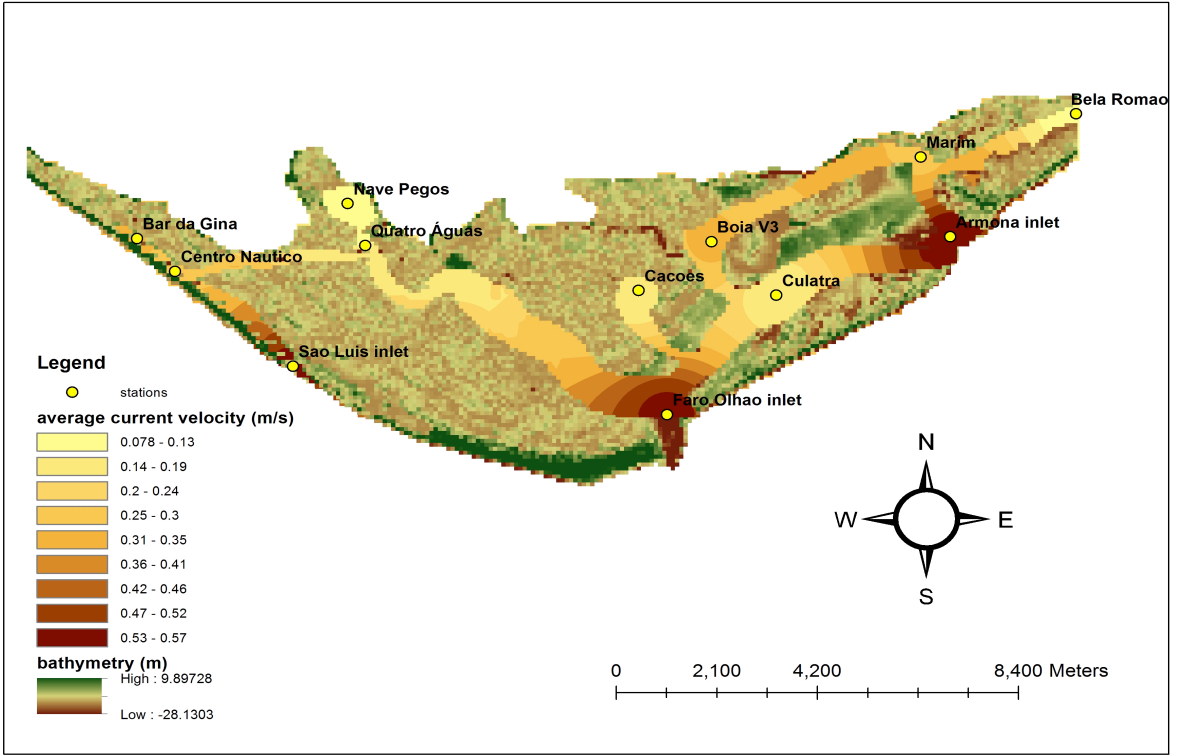 Bela Romao
Marim
Nave Pegos
Bar da Gina
Quatro Águas
Armona inlet
Boia V3
Centro Nautico
Cacoes
Culatra
Sao Luis inlet
Faro Olhao inlet
Legend
stations
average current velocity (m/s)
0.078 - 0.13
0.14 - 0.19
0.2 - 0.24
0.25 - 0.3
0.31 - 0.35
0.36 - 0.41
0.42 - 0.46
0.47 - 0.52
0.53 - 0.57
bathymetry (m)
High : 9.89728
Low : -28.1303
N
W E
S
0 2,100 4,200 8,400 Meters